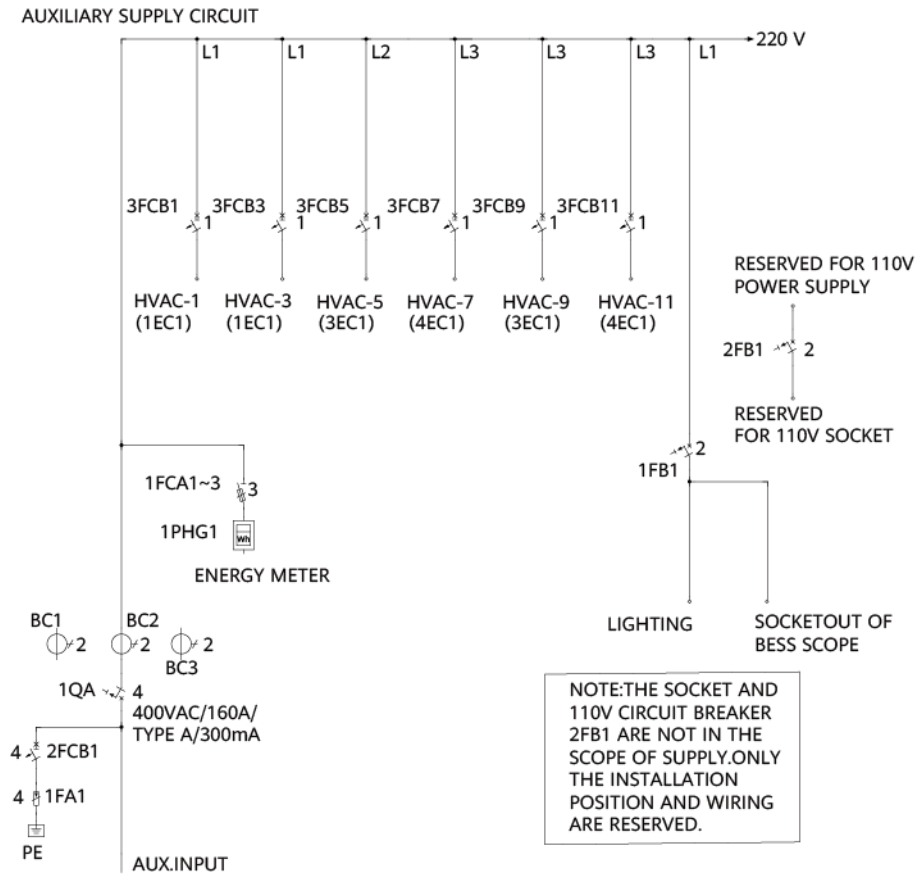 AUXILIARY SUPPLY CIRCUIT
220 V
L1 L1 L2 L3 L3 L3 L1
3FCB1 1 3FCB3 1 3FCB5 1 3FCB7 1 3FCB9 1 3FCB11 1
HVAC-1 HVAC-3 HVAC-5 HVAC-7 HVAC-9 HVAC-11
(1EC1) (1EC1) (3EC1) (4EC1) (3EC1) (4EC1)
RESERVED FOR 110V
POWER SUPPLY
2FB1 2
RESERVED
FOR 110V SOCKET
2
1FB1
1FCA1~3 3
1PHG1 Wh
ENERGY METER
LIGHTING
SOCKETOUT OF
BESS SCOPE
BC1 2 BC2 2 2
BC3
1QA 4
400VAC/160A/
TYPE A/300mA
4 2FCB1
4 1FA1
PE
AUX.INPUT
NOTE:THE SOCKET AND
110V CIRCUIT BREAKER
2FB1 ARE NOT IN THE
SCOPE OF SUPPLY.ONLY
THE INSTALLATION
POSITION AND WIRING
ARE RESERVED.